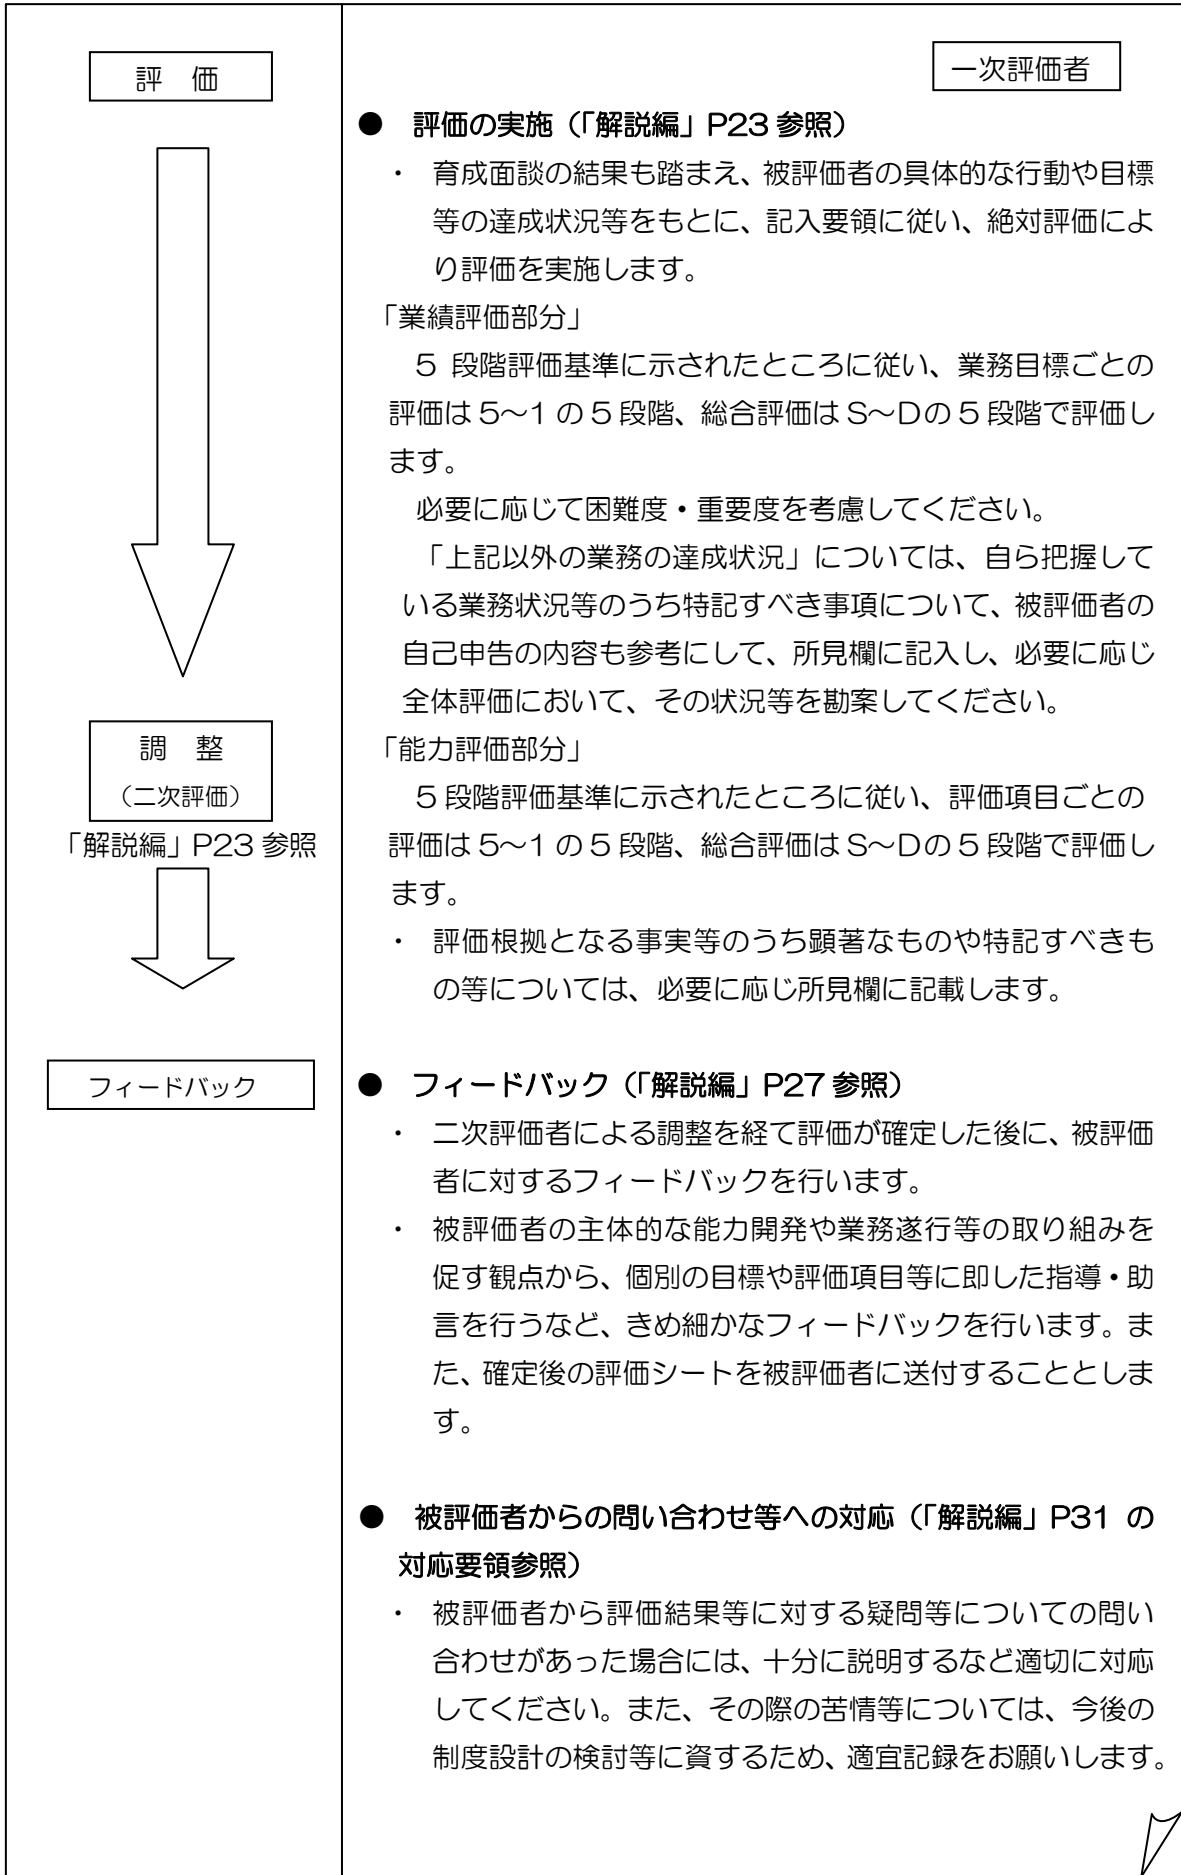 評　価
調　整
（二次評価）
「解説編」P23 参照
フィードバック
一次評価者
●　評価の実施（「解説編」P23 参照）
・　育成面談の結果も踏まえ、被評価者の具体的な行動や目標
等の達成状況等をもとに、記入要領に従い、絶対評価によ
り評価を実施します。
「業績評価部分」
５ 段階評価基準に示されたところに従い、業務目標ごとの
評価は５～１の５段階、総合評価はＳ～Ｄの５段階で評価し
ます。
必要に応じて困難度・重要度を考慮してください。
「上記以外の業務の達成状況」については、自ら把握して
いる業務状況等のうち特記すべき事項について、被評価者の
自己申告の内容も参考にして、所見欄に記入し、必要に応じ
全体評価において、その状況等を勘案してください。
「能力評価部分」
５段階評価基準に示されたところに従い、評価項目ごとの
評価は５～１の５段階、総合評価はＳ～Ｄの５段階で評価し
ます。
・　評価根拠となる事実等のうち顕著なものや特記すべきも
の等については、必要に応じ所見欄に記載します。
●　フィードバック（「解説編」P27 参照）
・　二次評価者による調整を経て評価が確定した後に、被評価
者に対するフィードバックを行います。
・　被評価者の主体的な能力開発や業務遂行等の取り組みを
促す観点から、個別の目標や評価項目等に即した指導・助
言を行うなど、きめ細かなフィードバックを行います。ま
た、確定後の評価シートを被評価者に送付することとしま
す。
●　被評価者からの問い合わせ等への対応（「解説編」P31 の
対応要領参照）
・　被評価者から評価結果等に対する疑問等についての問い
合わせがあった場合には、十分に説明するなど適切に対応
してください。また、その際の苦情等については、今後の
制度設計の検討等に資するため、適宜記録をお願いします。